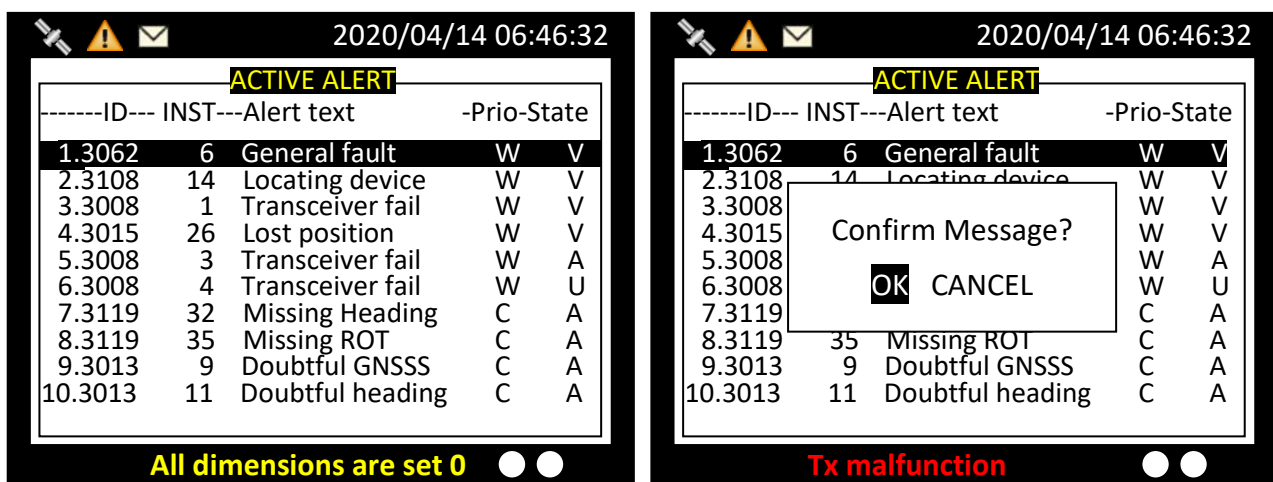 2020/04/14 06:46:32
ACTIVE ALERT
-------ID--- INST---Alert text -Prio-State
1.3062 6 General fault W V
2.3108 14 Locating device W V
3.3008 1 Transceiver fail W V
4.3015 26 Lost position W V
5.3008 3 Transceiver fail W A
6.3008 4 Transceiver fail W U
7.3119 32 Missing Heading C A
8.3119 35 Missing ROT C A
9.3013 9 Doubtful GNSSS C A
10.3013 11 Doubtful heading C A
All dimensions are set 0
2020/04/14 06:46:32
ACTIVE ALERT
-------ID--- INST---Alert text -Prio-State
1.3062 6 General fault W V
2.3108 14 Locating device W V
3.3008 W V
4.3015 W V
5.3008 W A
6.3008 W U
7.3119 C A
Confirm Message?
OK CANCEL
8.3119 35 Missing ROT C A
9.3013 9 Doubtful GNSSS C A
10.3013 11 Doubtful heading C A
Tx malfunction